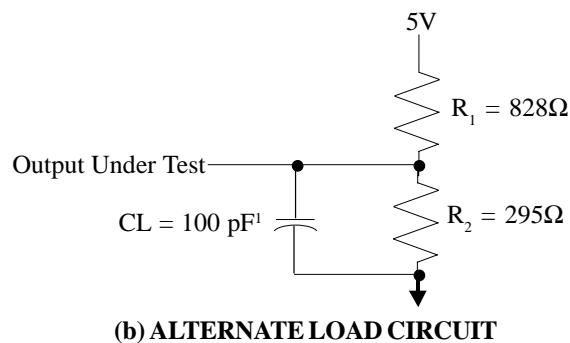 5V
R₁ = 828Ω
Output Under Test
CL = 100 pF¹
R₂ = 295Ω
(b) ALTERNATE LOAD CIRCUIT